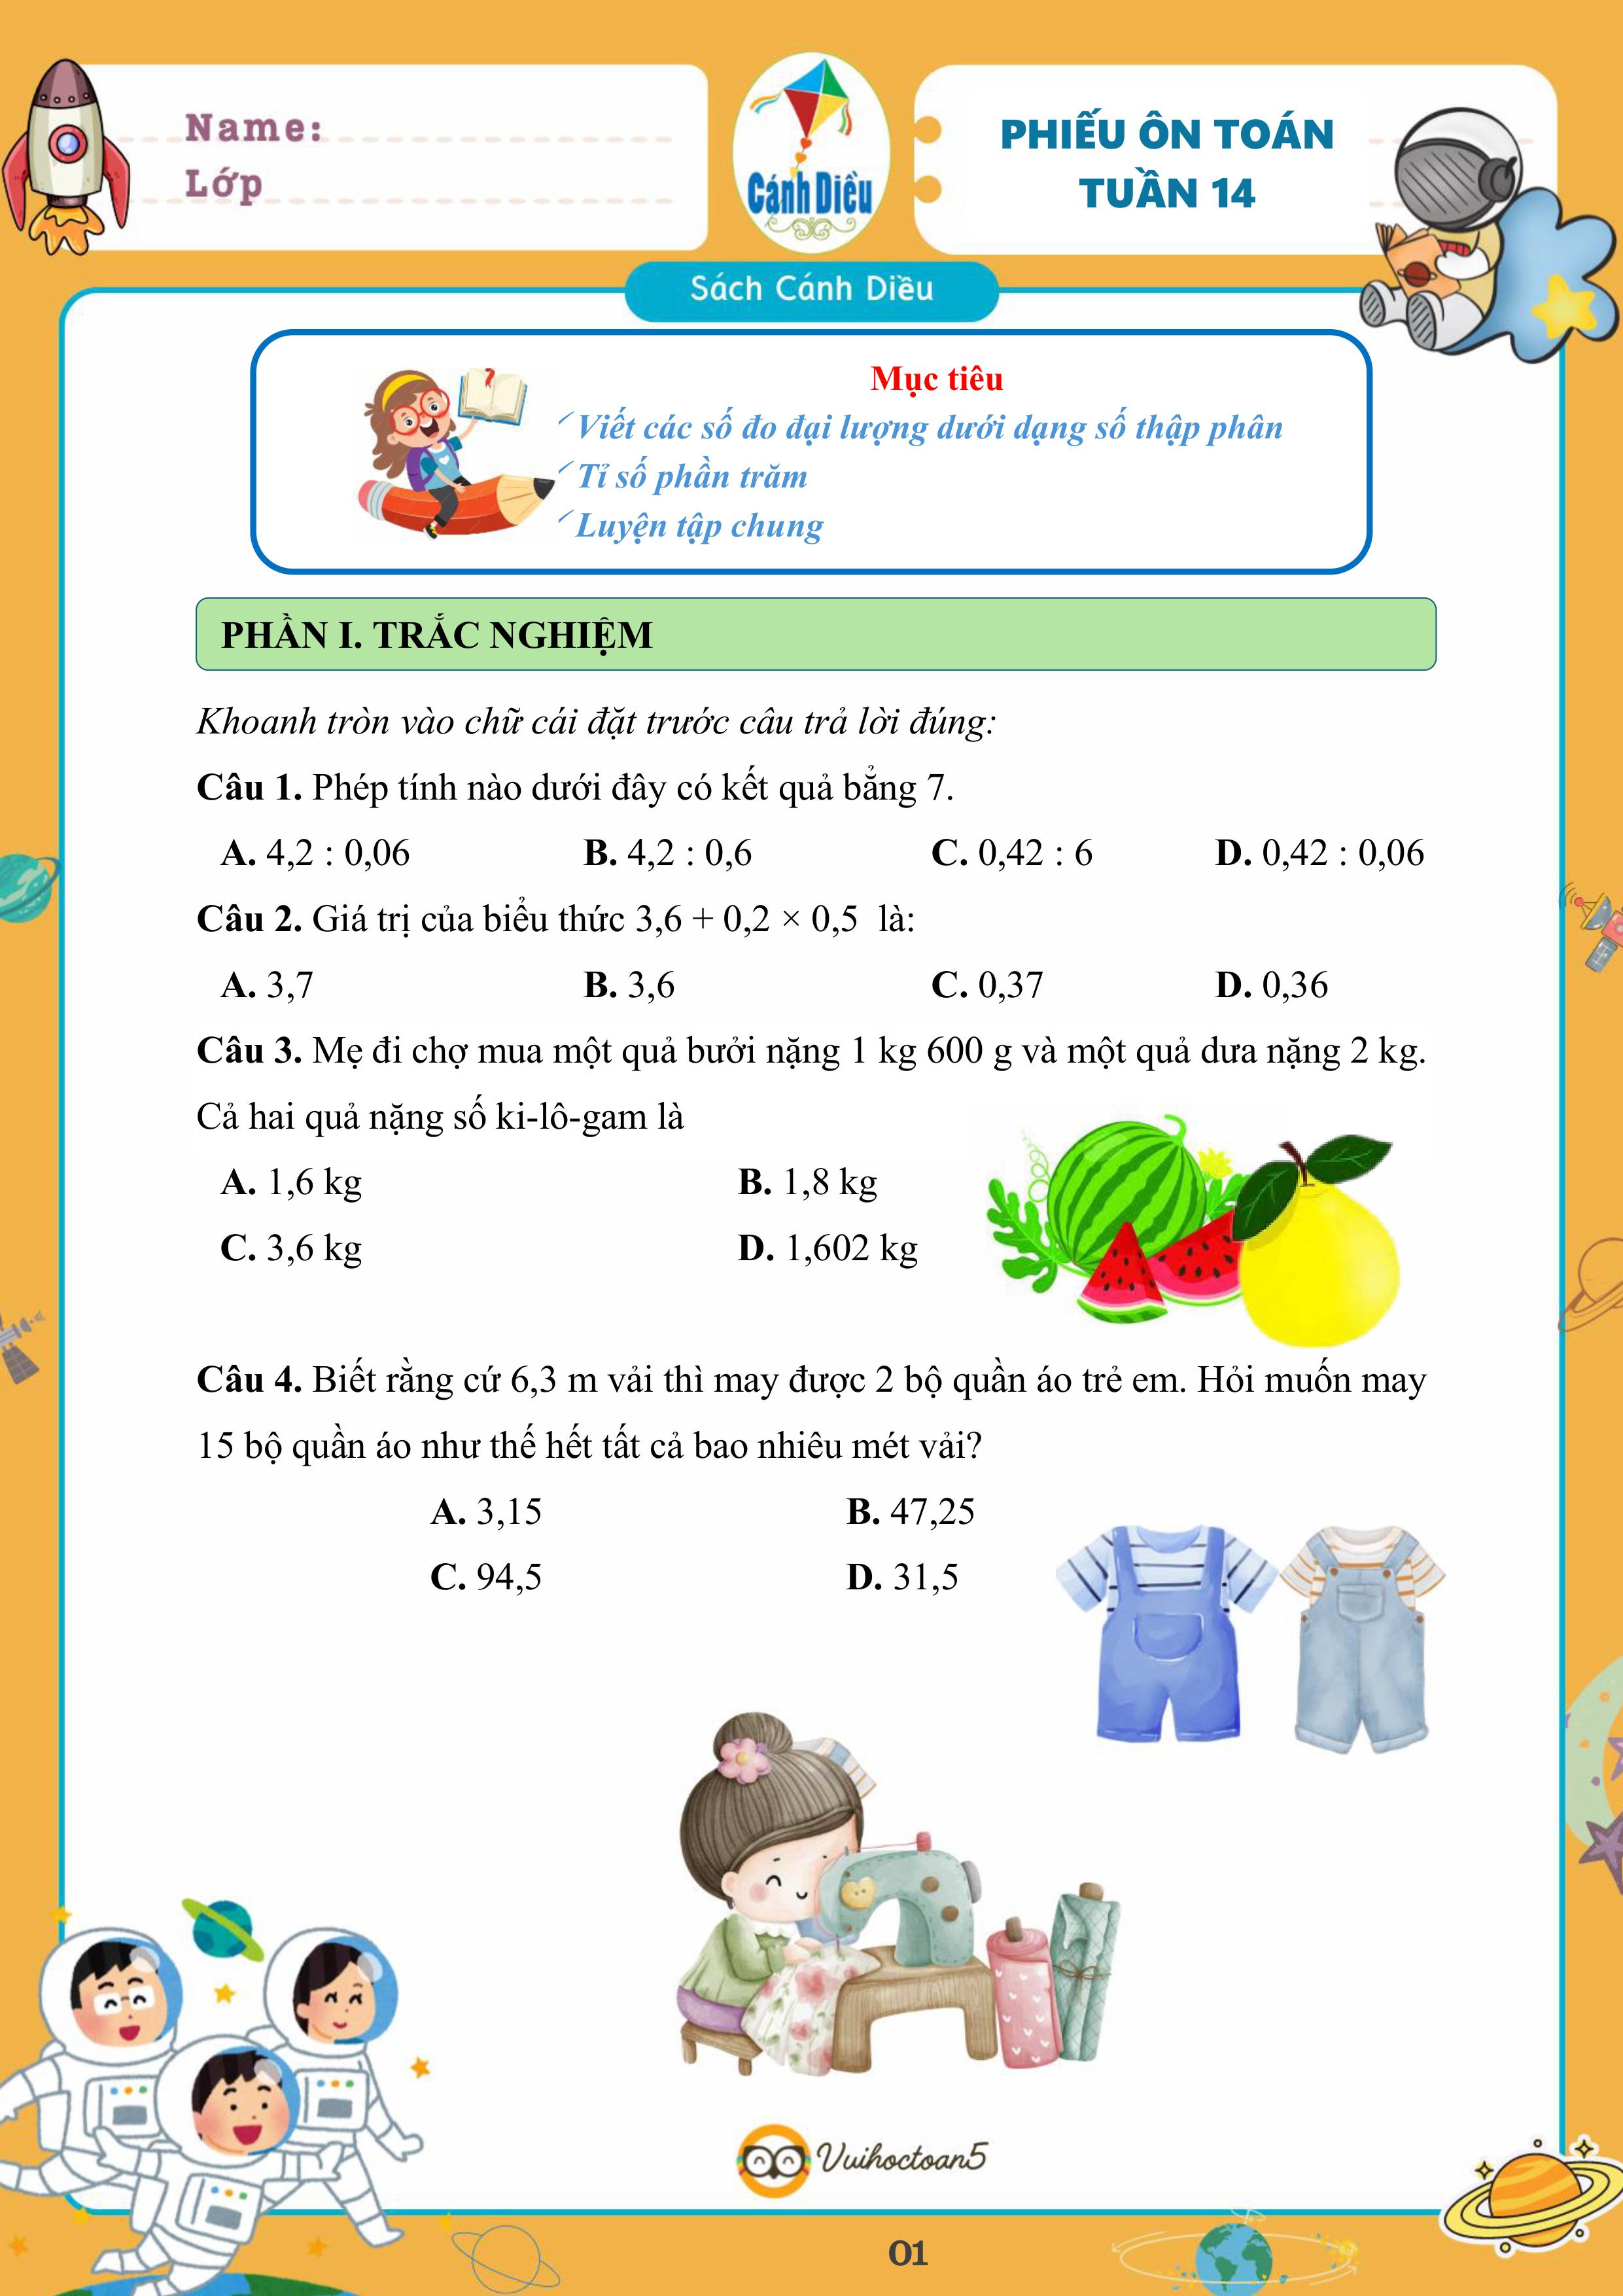 Name:
Lớp
Cánh Diều
PHIẾU ÔN TOÁN
TUẦN 14
Sách Cánh Diều
Mục tiêu
✓ Viết các số đo đại lượng dưới dạng số thập phân
✓ Tỉ số phần trăm
✓ Luyện tập chung
PHẦN I. TRẮC NGHIỆM
Khoanh tròn vào chữ cái đặt trước câu trả lời đúng:
Câu 1. Phép tính nào dưới đây có kết quả bẳng 7.
A. 4,2 : 0,06 B. 4,2 : 0,6 C. 0,42 : 6 D. 0,42 : 0,06
Câu 2. Giá trị của biểu thức 3,6 + 0,2 × 0,5 là:
A. 3,7 B. 3,6 C. 0,37 D. 0,36
Câu 3. Mẹ đi chợ mua một quả bưởi nặng 1 kg 600 g và một quả dưa nặng 2 kg.
Cả hai quả nặng số ki-lô-gam là
A. 1,6 kg B. 1,8 kg
C. 3,6 kg D. 1,602 kg
Câu 4. Biết rằng cứ 6,3 m vải thì may được 2 bộ quần áo trẻ em. Hỏi muốn may
15 bộ quần áo như thế hết tất cả bao nhiêu mét vải?
A. 3,15 B. 47,25
C. 94,5 D. 31,5
Vuihoctoan5
01